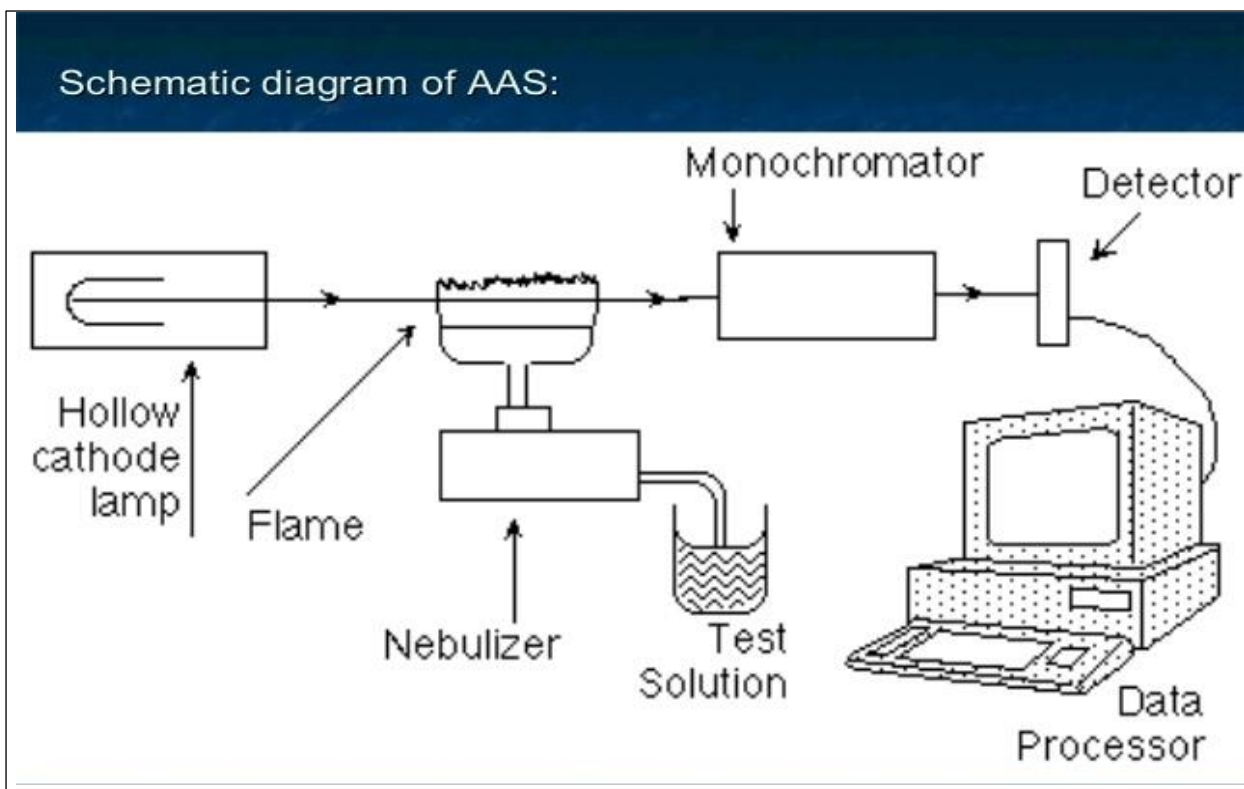 Schematic diagram of AAS:
Monochromator
Detector
Hollow
cathode
lamp
Flame
Nebulizer
Test
Solution
Data
Processor